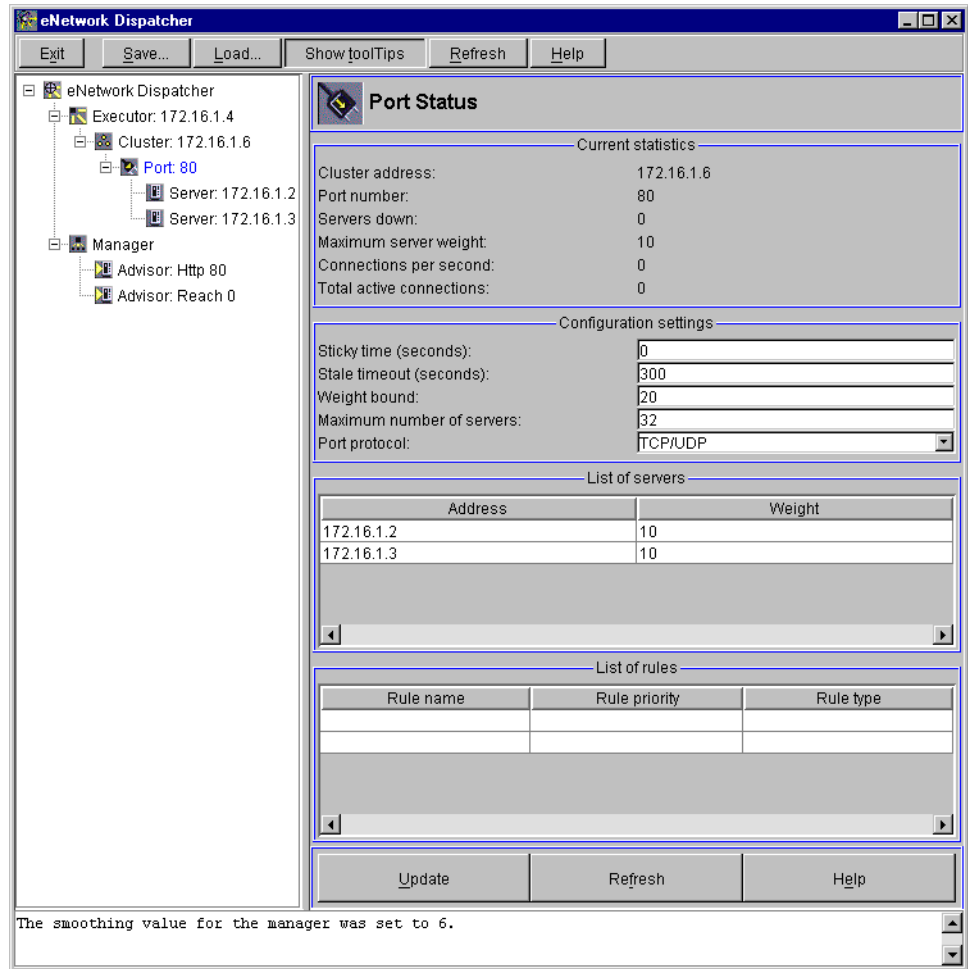 eNetwork Dispatcher
Exit Save... Load... Show toolTips Refresh Help
eNetwork Dispatcher
Executor: 172.16.1.4
Cluster: 172.16.1.6
Port: 80
Server: 172.16.1.2
Server: 172.16.1.3
Manager
Advisor: Http 80
Advisor: Reach 0
Port Status
Current statistics
Cluster address: 172.16.1.6
Port number: 80
Servers down: 0
Maximum server weight: 10
Connections per second: 0
Total active connections: 0
Configuration settings
Sticky time (seconds): 0
Stale timeout (seconds): 300
Weight bound: 20
Maximum number of servers: 32
Port protocol: TCP/UDP
List of servers
Address Weight
172.16.1.2 10
172.16.1.3 10
List of rules
Rule name Rule priority Rule type
Update Refresh Help
The smoothing value for the manager was set to 6.